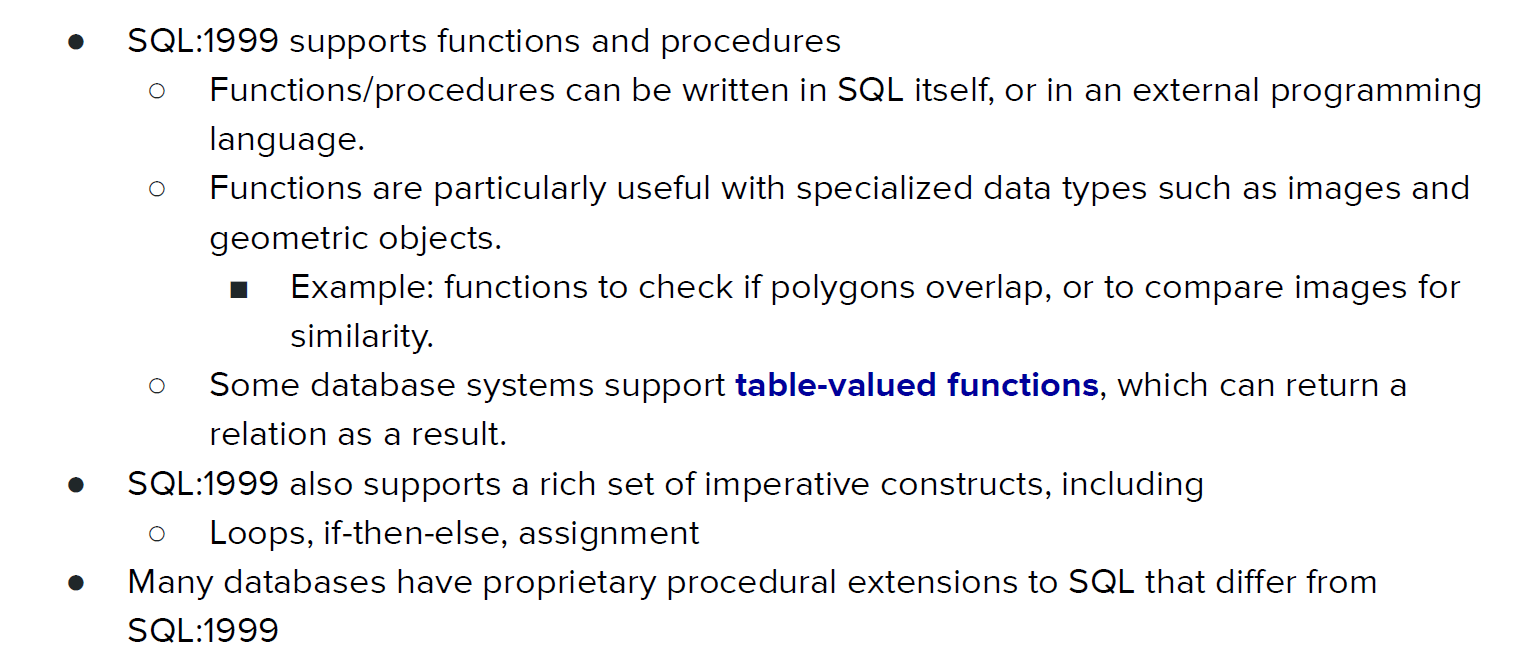 ● SQL:1999 supports functions and procedures
○ Functions/procedures can be written in SQL itself, or in an external programming
language.
○ Functions are particularly useful with specialized data types such as images and
geometric objects.
■ Example: functions to check if polygons overlap, or to compare images for
similarity.
○ Some database systems support table-valued functions, which can return a
relation as a result.
● SQL:1999 also supports a rich set of imperative constructs, including
○ Loops, if-then-else, assignment
● Many databases have proprietary procedural extensions to SQL that differ from
SQL:1999